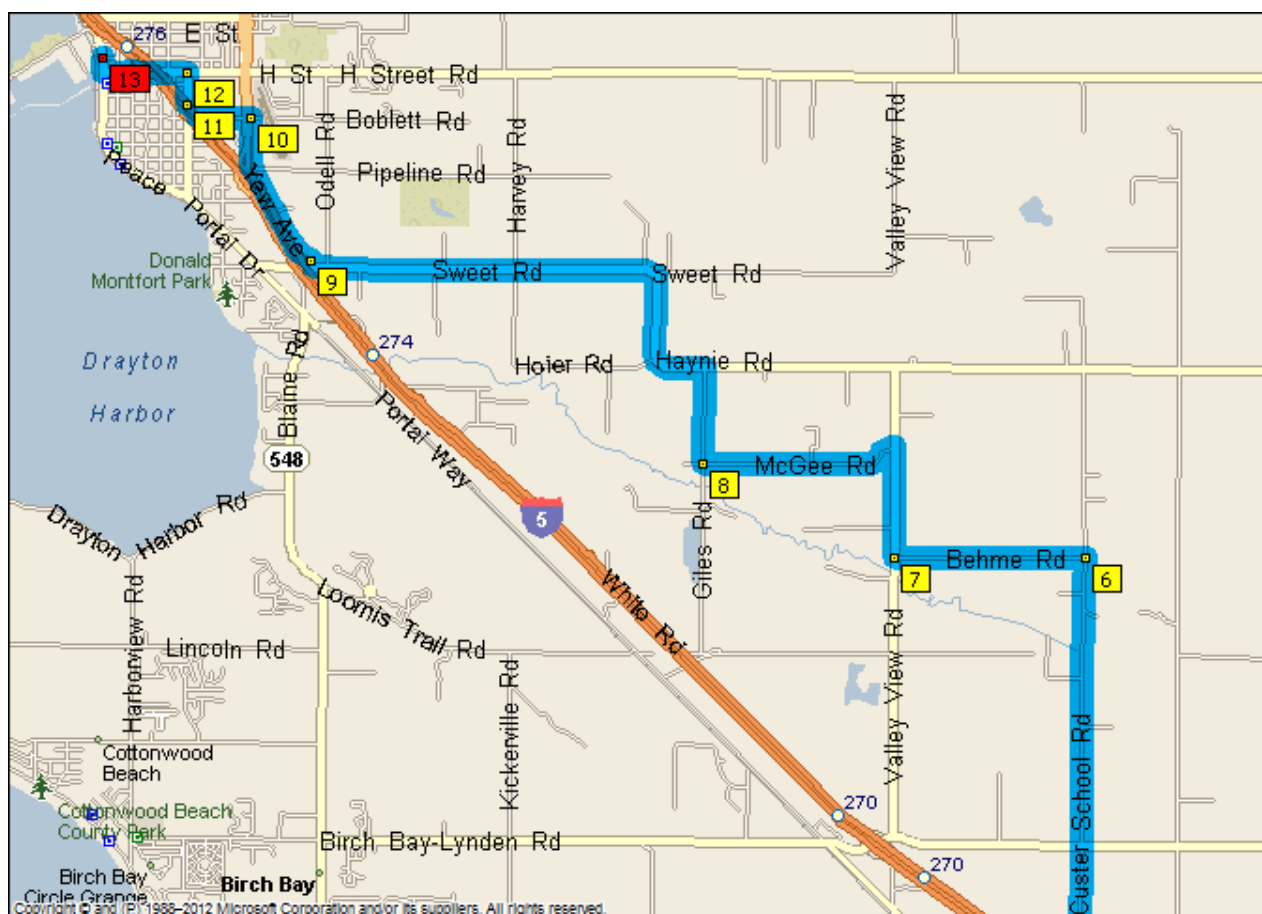 276
E St
13
H St
H Street Rd
12
11
10
Boblett Rd
Pipeline Rd
Odell Rd
Harvey Rd
Valley View Rd
Peace Portal Dr
Yew Ave
Donald
Montfort Park
9
Sweet Rd
Sweet Rd
274
Hoier Rd
Haynie Rd
Drayton
Harbor
Blaine Rd
548
Portal Way
5
8
McGee Rd
Giles Rd
7
Behme Rd
6
Drayton Harbor Rd
Harborview Rd
Loomis Trail Rd
Lincoln Rd
White Rd
Kickerville Rd
Valley View Rd
Custer School Rd
Cottonwood
Beach
Cottonwood Beach
County Park
270
Birch Bay-Lynden Rd
270
Birch Bay
Circle Grange
Birch Bay
Copyright © and (P) 1988–2012 Microsoft Corporation and/or its suppliers. All rights reserved.